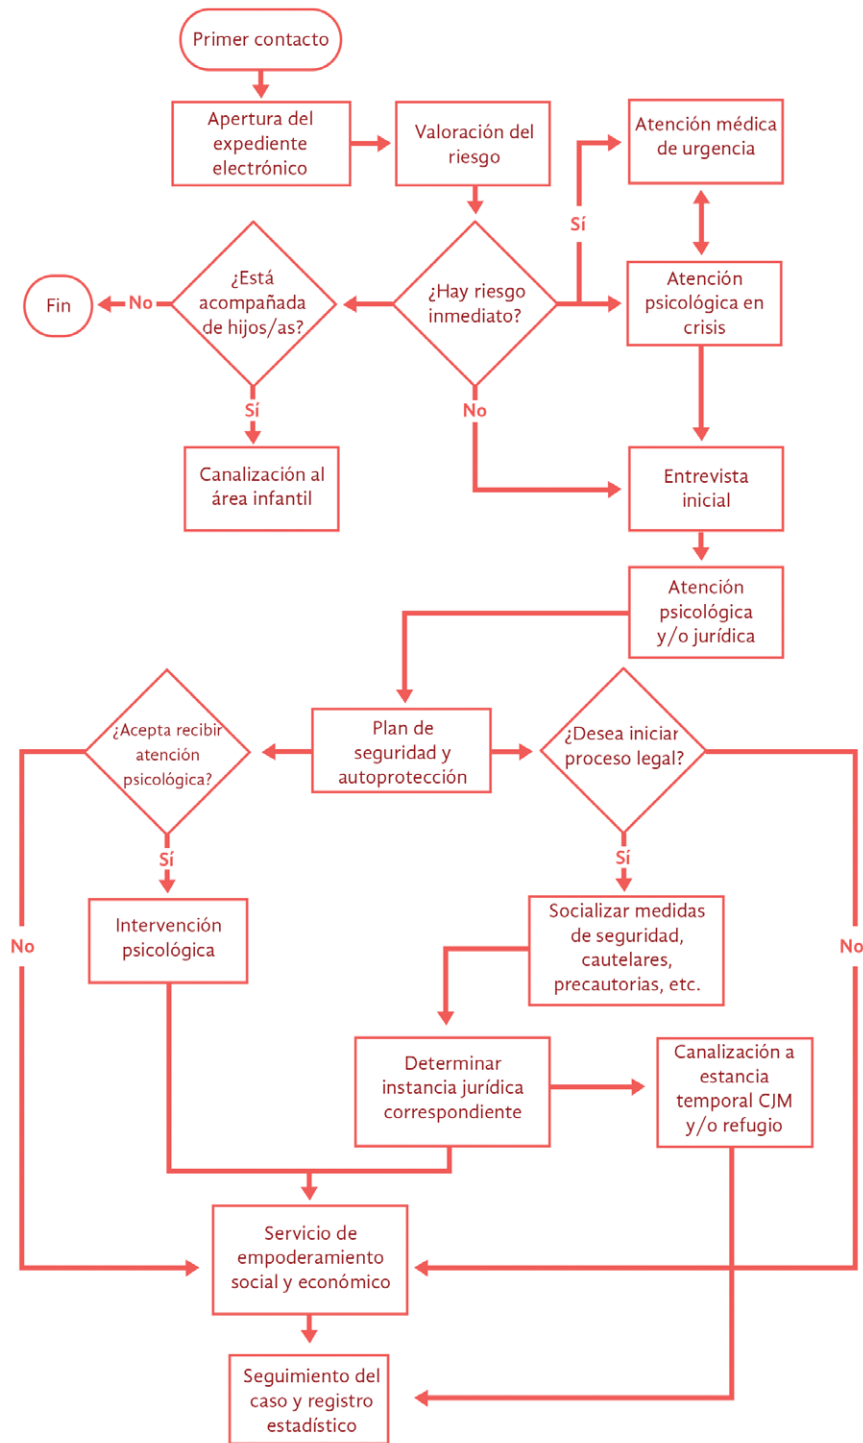 Primer contacto
Apertura del
expediente
electrónico
Valoración del
riesgo
Atención médica
de urgencia
Sí
¿Está
acompañada
de hijos/as?
¿Hay riesgo
inmediato?
Atención
psicológica en
crisis
Fin
No
Sí
No
Canalización al
área infantil
Entrevista
inicial
Atención
psicológica
y/o jurídica
¿Acepta recibir
atención
psicológica?
Plan de
seguridad y
autoprotección
¿Desea iniciar
proceso legal?
Sí
Sí
Intervención
psicológica
Socializar medidas
de seguridad,
cautelares,
precautorias, etc.
No
No
Determinar
instancia jurídica
correspondiente
Canalización a
estancia
temporal CJM
y/o refugio
Servicio de
empoderamiento
social y económico
Seguimiento del
caso y registro
estadístico